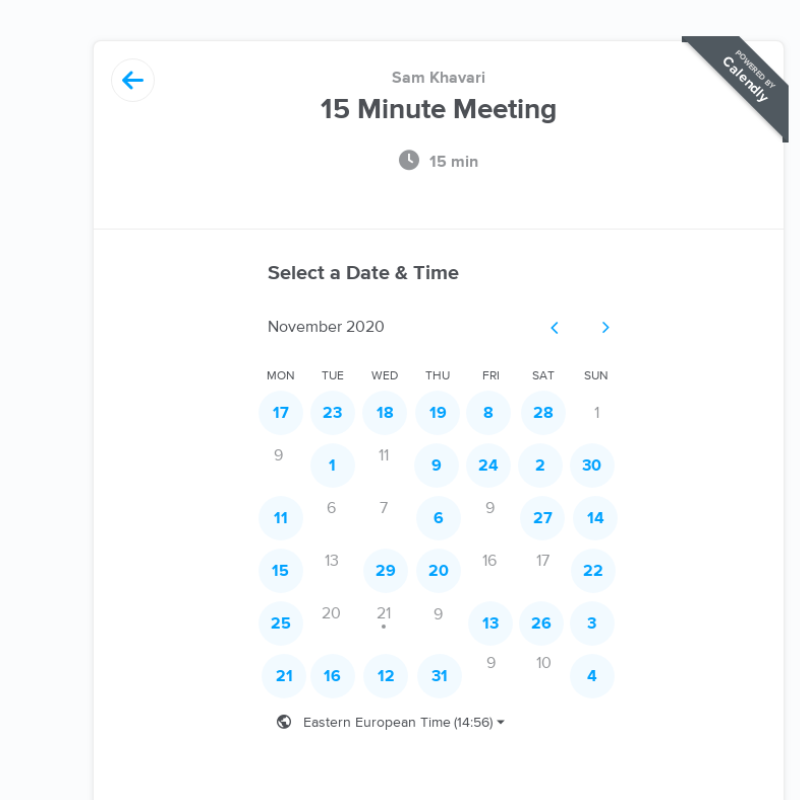 POWERED BY
Calendly
Sam Khavari
15 Minute Meeting
15 min
Select a Date & Time
November 2020
MON TUE WED THU FRI SAT SUN
17 23 18 19 8 28 1
9 1 11 9 24 2 30
11 6 7 6 9 27 14
15 13 29 20 16 17 22
25 20 21 9 13 26 3
21 16 12 31 9 10 4
Eastern European Time (14:56)